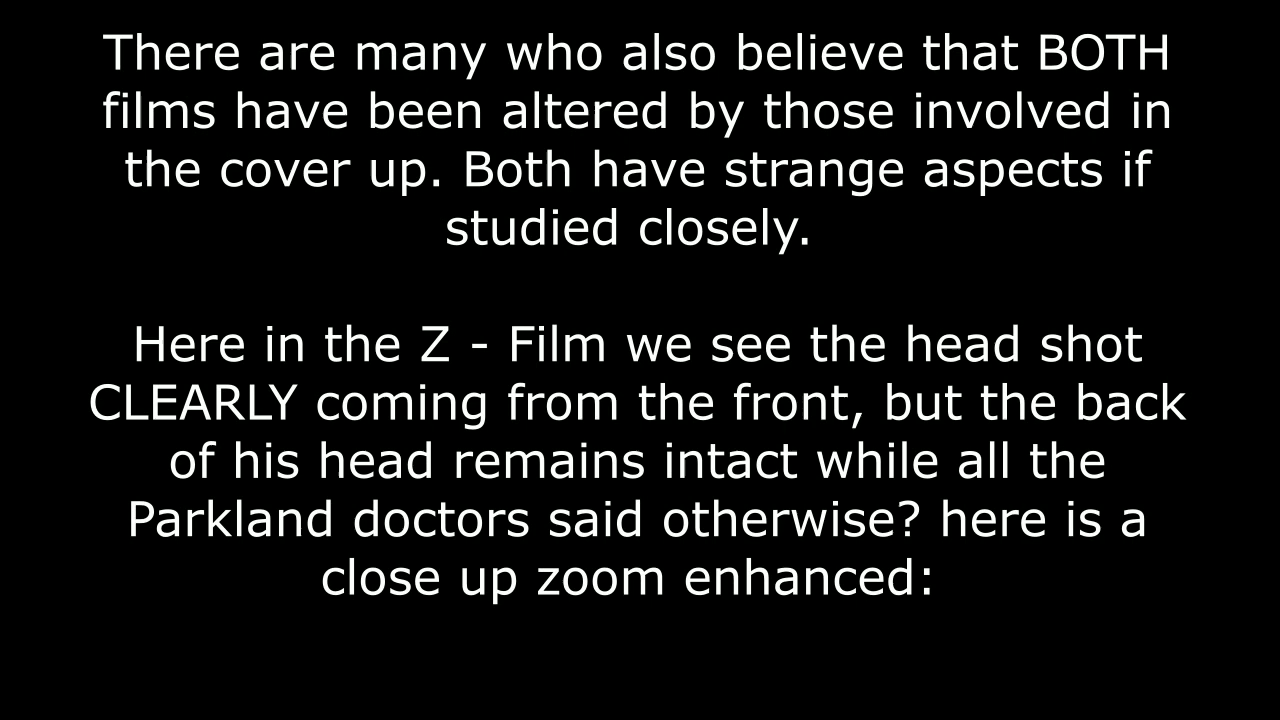 There are many who also believe that BOTH
films have been altered by those involved in
the cover up. Both have strange aspects if
studied closely.
Here in the Z - Film we see the head shot
CLEARLY coming from the front, but the back
of his head remains intact while all the
Parkland doctors said otherwise? here is a
close up zoom enhanced: